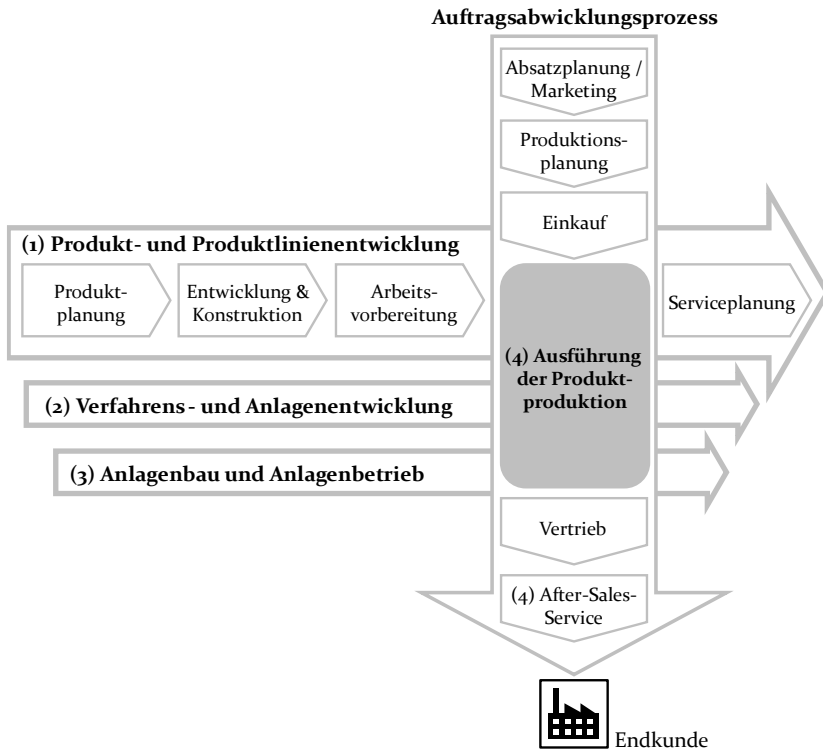 Auftragsabwicklungsprozess
Absatzplanung /
Marketing
Produktions-
planung
Einkauf
(1) Produkt- und Produktlinienentwicklung
Produkt-
planung
Entwicklung &
Konstruktion
Arbeits-
vorbereitung
Serviceplanung
(4) Ausführung
der Produkt-
produktion
(2) Verfahrens- und Anlagenentwicklung
(3) Anlagenbau und Anlagenbetrieb
Vertrieb
(4) After-Sales-
Service
Endkunde